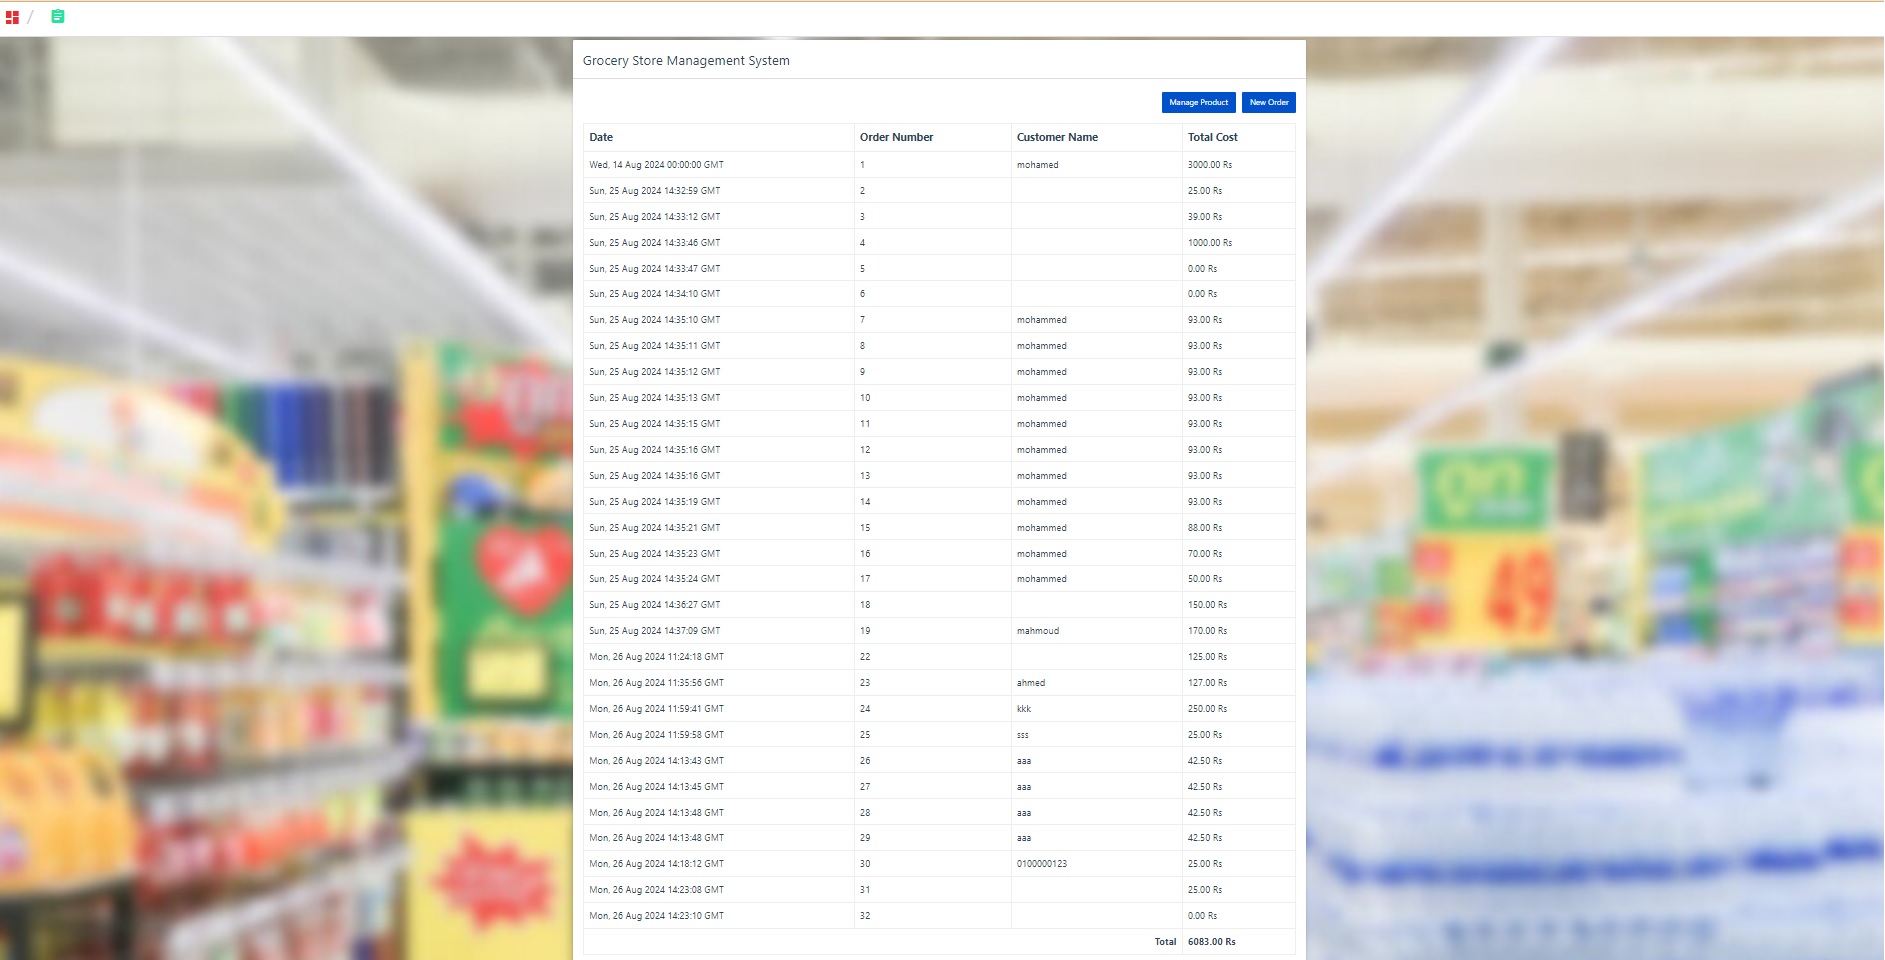 /
Grocery Store Management System
Manage Product New Order
Date Order Number Customer Name Total Cost
Wed, 14 Aug 2024 00:00:00 GMT 1 mohamed 3000.00 Rs
Sun, 25 Aug 2024 14:32:59 GMT 2 25.00 Rs
Sun, 25 Aug 2024 14:33:12 GMT 3 39.00 Rs
Sun, 25 Aug 2024 14:33:46 GMT 4 1000.00 Rs
Sun, 25 Aug 2024 14:33:47 GMT 5 0.00 Rs
Sun, 25 Aug 2024 14:34:10 GMT 6 0.00 Rs
Sun, 25 Aug 2024 14:35:10 GMT 7 mohammed 93.00 Rs
Sun, 25 Aug 2024 14:35:11 GMT 8 mohammed 93.00 Rs
Sun, 25 Aug 2024 14:35:12 GMT 9 mohammed 93.00 Rs
Sun, 25 Aug 2024 14:35:13 GMT 10 mohammed 93.00 Rs
Sun, 25 Aug 2024 14:35:15 GMT 11 mohammed 93.00 Rs
Sun, 25 Aug 2024 14:35:16 GMT 12 mohammed 93.00 Rs
Sun, 25 Aug 2024 14:35:16 GMT 13 mohammed 93.00 Rs
Sun, 25 Aug 2024 14:35:19 GMT 14 mohammed 93.00 Rs
Sun, 25 Aug 2024 14:35:21 GMT 15 mohammed 88.00 Rs
Sun, 25 Aug 2024 14:35:23 GMT 16 mohammed 70.00 Rs
Sun, 25 Aug 2024 14:35:24 GMT 17 mohammed 50.00 Rs
Sun, 25 Aug 2024 14:36:27 GMT 18 150.00 Rs
Sun, 25 Aug 2024 14:37:09 GMT 19 mahmoud 170.00 Rs
Mon, 26 Aug 2024 11:24:18 GMT 22 125.00 Rs
Mon, 26 Aug 2024 11:35:56 GMT 23 ahmed 127.00 Rs
Mon, 26 Aug 2024 11:59:41 GMT 24 kkk 250.00 Rs
Mon, 26 Aug 2024 11:59:58 GMT 25 sss 25.00 Rs
Mon, 26 Aug 2024 14:13:43 GMT 26 aaa 42.50 Rs
Mon, 26 Aug 2024 14:13:45 GMT 27 aaa 42.50 Rs
Mon, 26 Aug 2024 14:13:48 GMT 28 aaa 42.50 Rs
Mon, 26 Aug 2024 14:13:48 GMT 29 aaa 42.50 Rs
Mon, 26 Aug 2024 14:18:12 GMT 30 0100000123 25.00 Rs
Mon, 26 Aug 2024 14:23:08 GMT 31 25.00 Rs
Mon, 26 Aug 2024 14:23:10 GMT 32 0.00 Rs
Total 6083.00 Rs